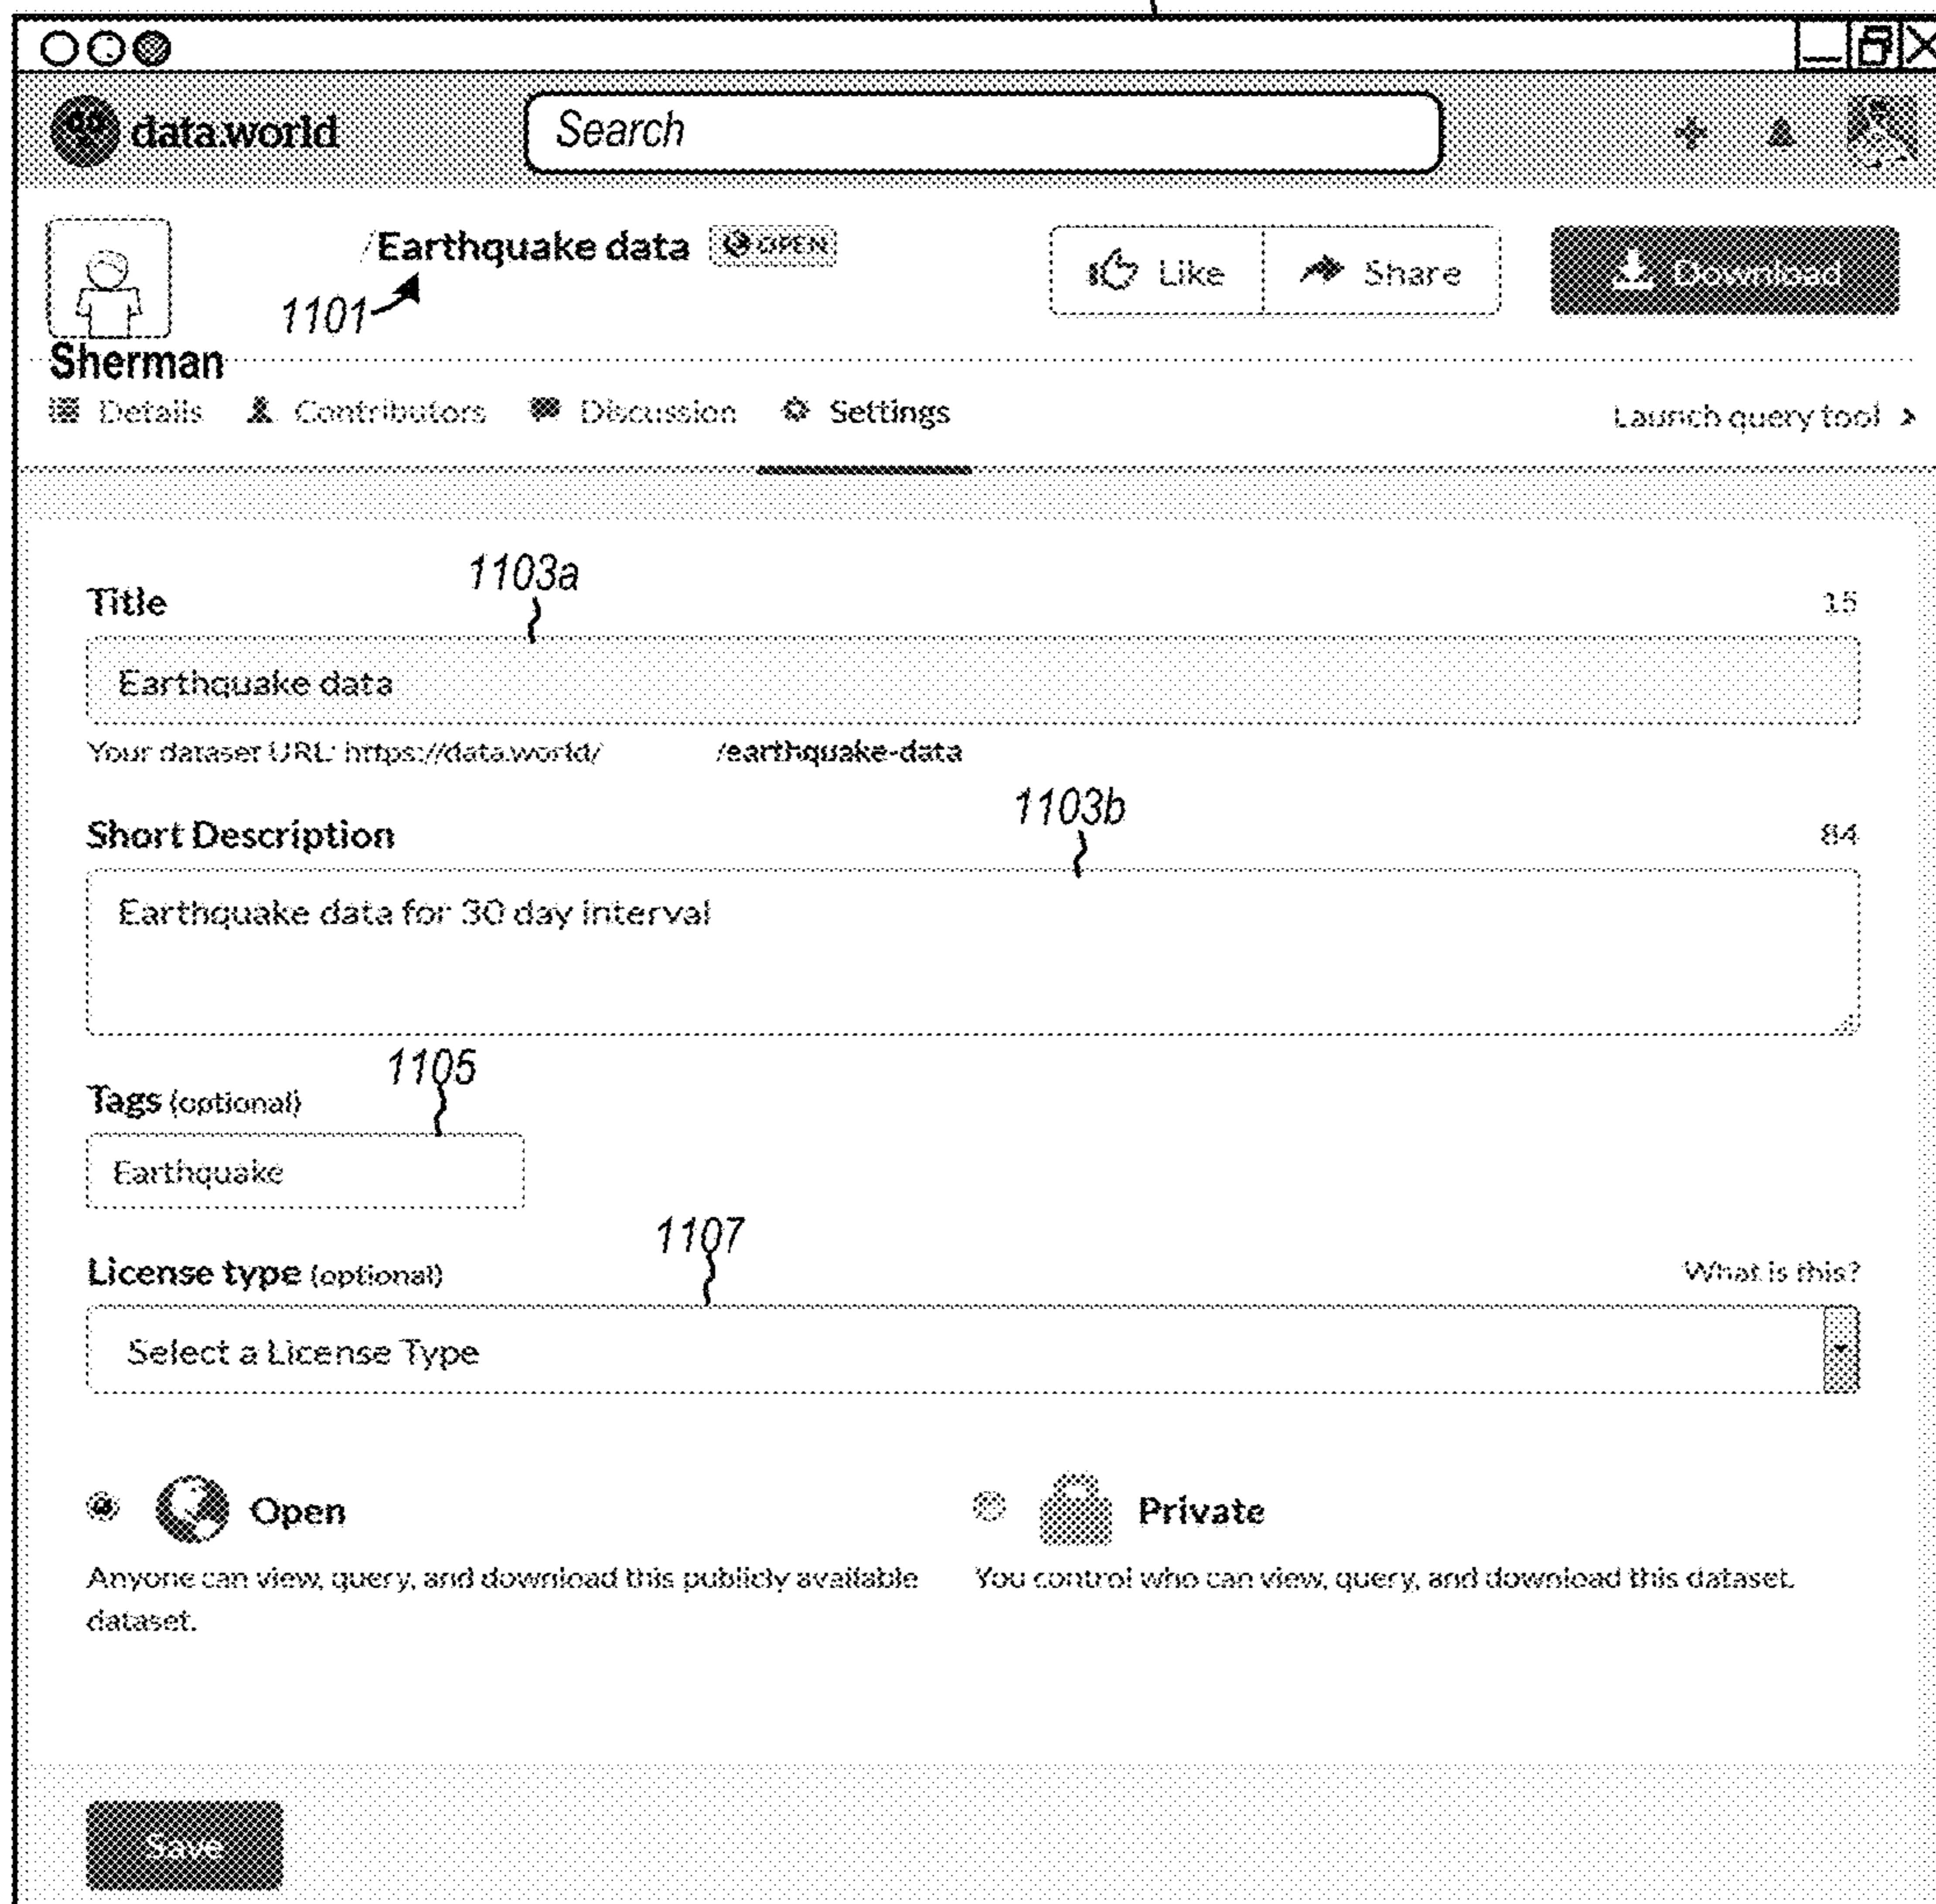 data.world Search
/Earthquake data OPEN Like Share Download
1101
Sherman
Details Contributors Discussion Settings Launch query tool >
1103a
Title 15
Earthquake data
Your dataset URL: https://data.world/ /earthquake-data
1103b
Short Description 84
Earthquake data for 30 day interval
1105
Tags (optional)
Earthquake
1107
License type (optional) What is this?
Select a License Type
Open Private
Anyone can view, query, and download this publicly available You control who can view, query, and download this dataset.
dataset.
Save